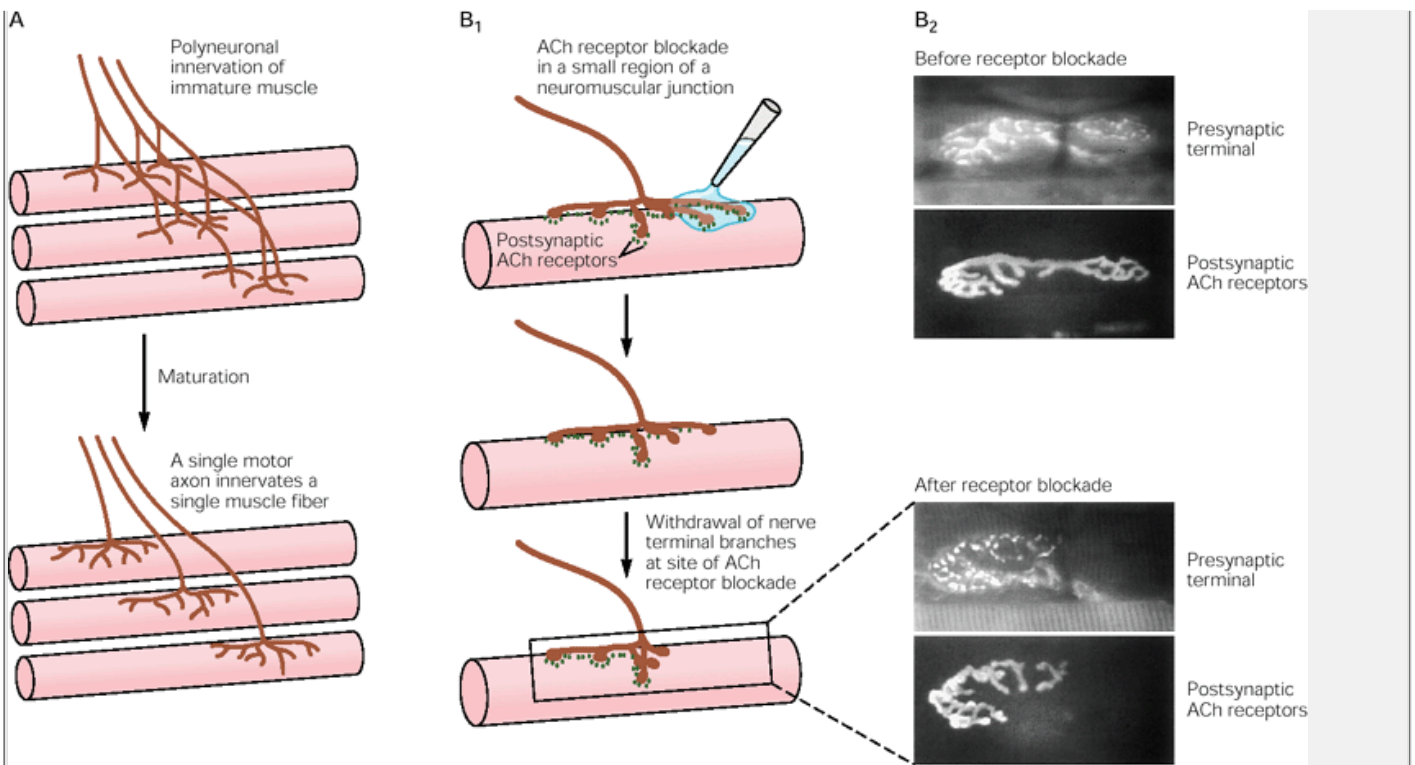 A
Polyneuronal
innervation of
immature muscle
Maturation
A single motor
axon innervates a
single muscle fiber
B1
ACh receptor blockade
in a small region of a
neuromuscular junction
Postsynaptic
ACh receptors
Withdrawal of nerve
terminal branches
at site of ACh
receptor blockade
B2
Before receptor blockade
Presynaptic
terminal
Postsynaptic
ACh receptors
After receptor blockade
Presynaptic
terminal
Postsynaptic
ACh receptors